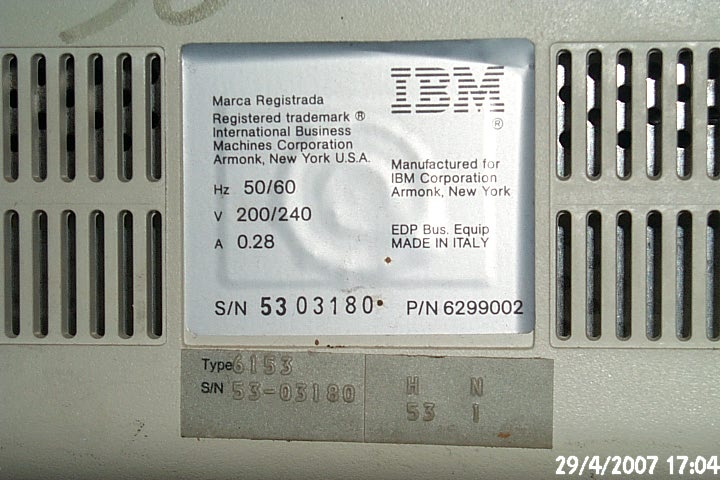 IBM
®
Marca Registrada
Registered trademark ®
International Business
Machines Corporation
Armonk, New York U.S.A.
Hz 50/60
V 200/240
A 0.28
Manufactured for
IBM Corporation
Armonk, New York
EDP Bus. Equip
MADE IN ITALY
S/N 53 03180 P/N 6299002
Type 6153
S/N 53-03180
H N
53 1
29/4/2007 17:04